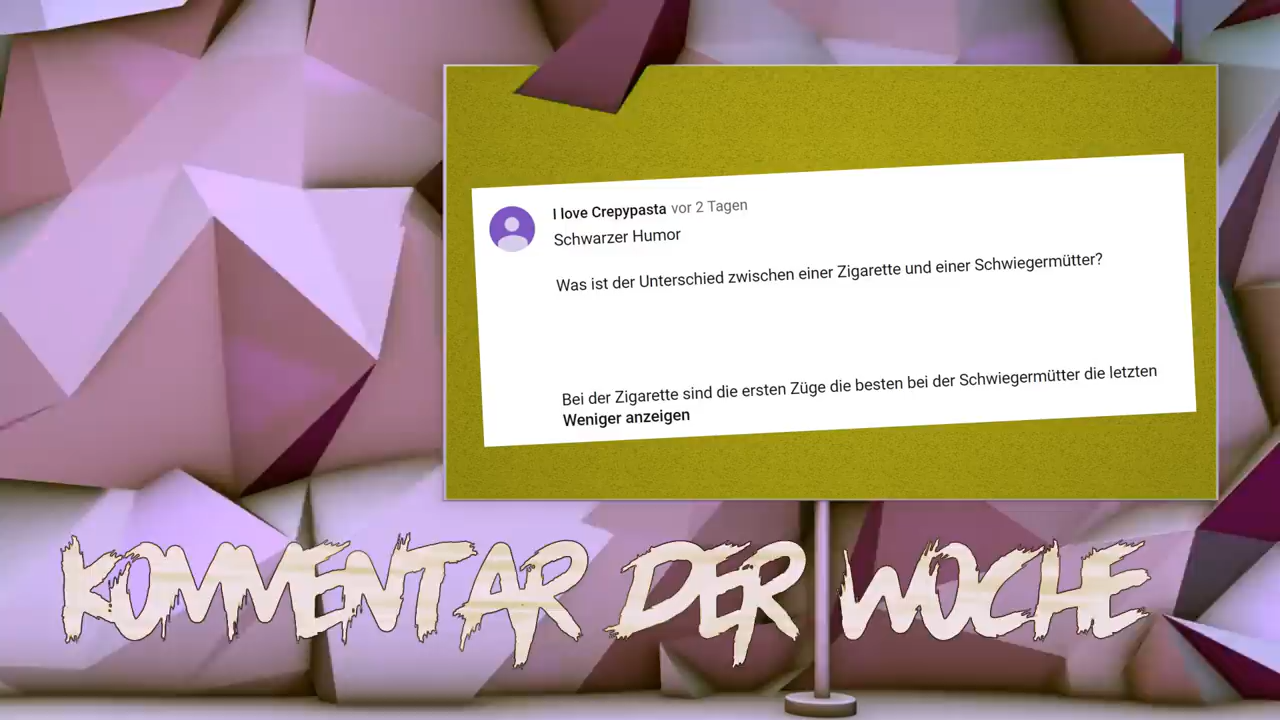 I love Crepypasta vor 2 Tagen
Schwarzer Humor
Was ist der Unterschied zwischen einer Zigarette und einer Schwiegermütter?
Bei der Zigarette sind die ersten Züge die besten bei der Schwiegermütter die letzten
Weniger anzeigen
KOMMENTAR DER WOCHE